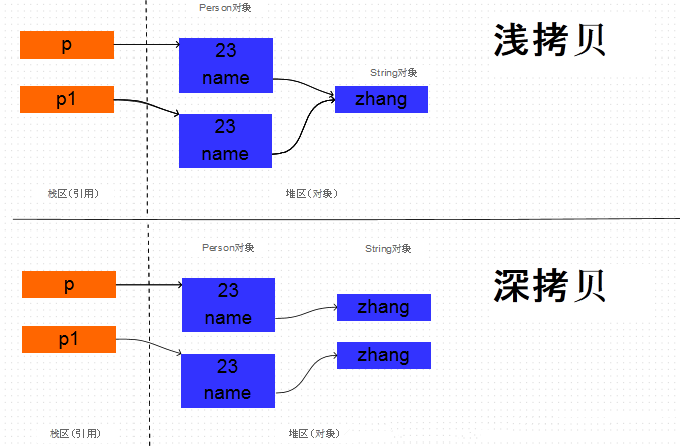 Person对象
浅拷贝
p
23
name
String对象
p1
zhang
23
name
栈区(引用)
堆区(对象)
Person对象
String对象
深拷贝
p
23
name
zhang
p1
zhang
23
name
栈区(引用)
堆区(对象)